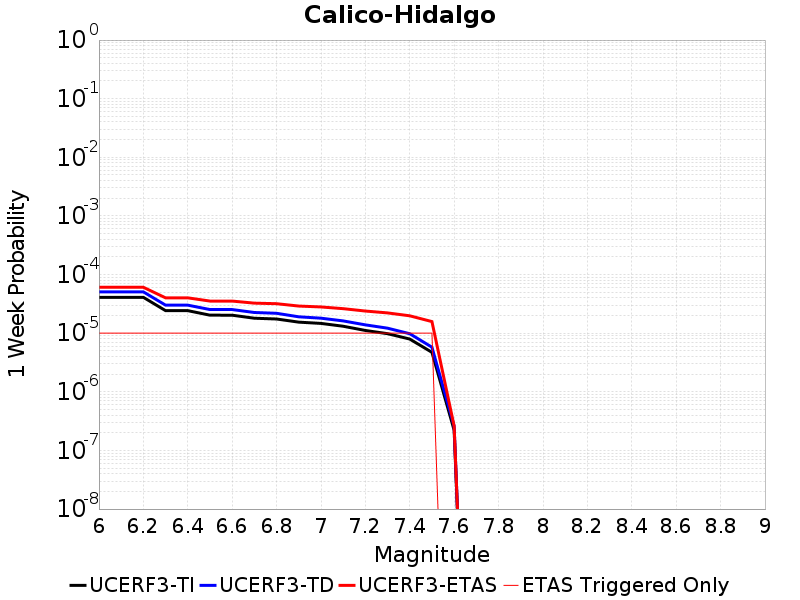 Calico-Hidalgo
1 Week Probability
10^0
10^-1
10^-2
10^-3
10^-4
10^-5
10^-6
10^-7
10^-8
6 6.2 6.4 6.6 6.8 7 7.2 7.4 7.6 7.8 8 8.2 8.4 8.6 8.8 9
Magnitude
UCERF3-TI UCERF3-TD UCERF3-ETAS ETAS Triggered Only